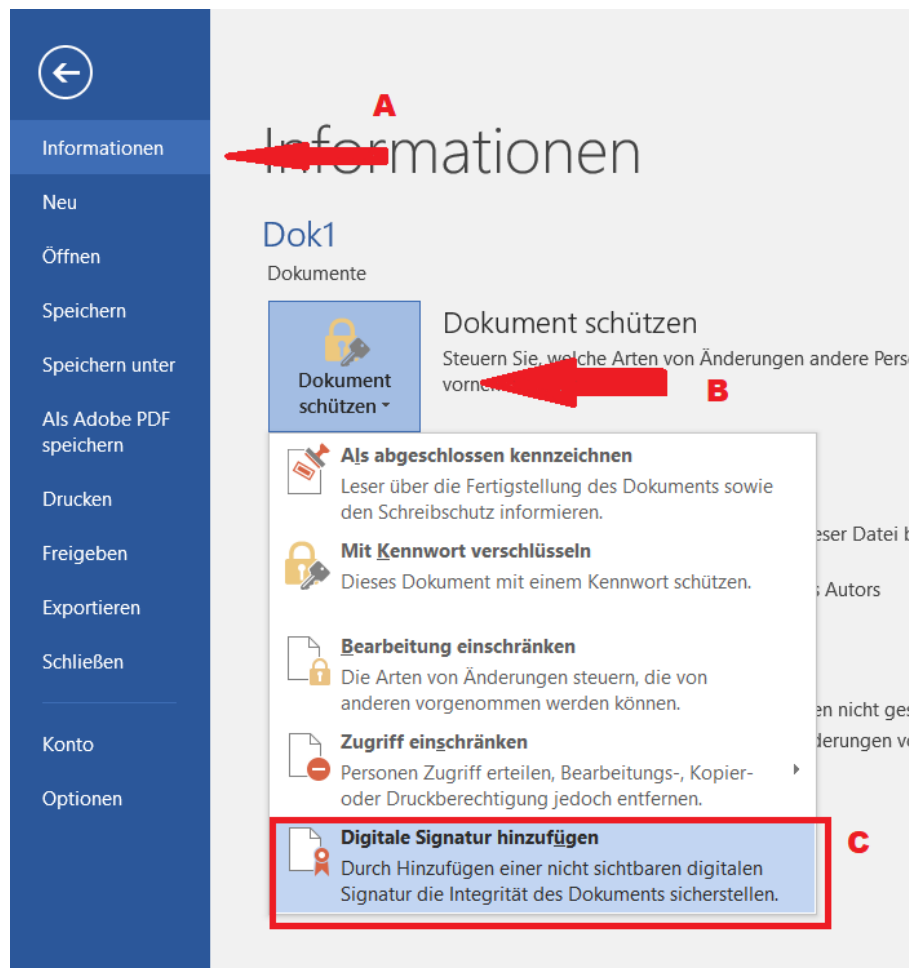 A
Informationen
Informationen
Neu
Dok1
Öffnen
Dokumente
Speichern
Dokument schützen
Speichern unter
Steuern Sie, welche Arten von Änderungen andere
Dokument
schützen
B
Als Adobe PDF
speichern
Als abgeschlossen kennzeichnen
Leser über die Fertigstellung des Dokuments sowie
den Schreibschutz informieren.
Drucken
Mit Kennwort verschlüsseln
Dieses Dokument mit einem Kennwort schützen.
eser Datei
Freigeben
s Autors
Exportieren
Bearbeitung einschränken
Die Arten von Änderungen steuern, die von
anderen vorgenommen werden können.
Schließen
en nicht
Zugriff einschränken
Personen Zugriff erteilen, Bearbeitungs-, Kopier-
oder Druckberechtigung jedoch entfernen.
Konto
derungen
Optionen
Digitale Signatur hinzufügen
Durch Hinzufügen einer nicht sichtbaren digitalen
Signatur die Integrität des Dokuments sicherstellen.
C